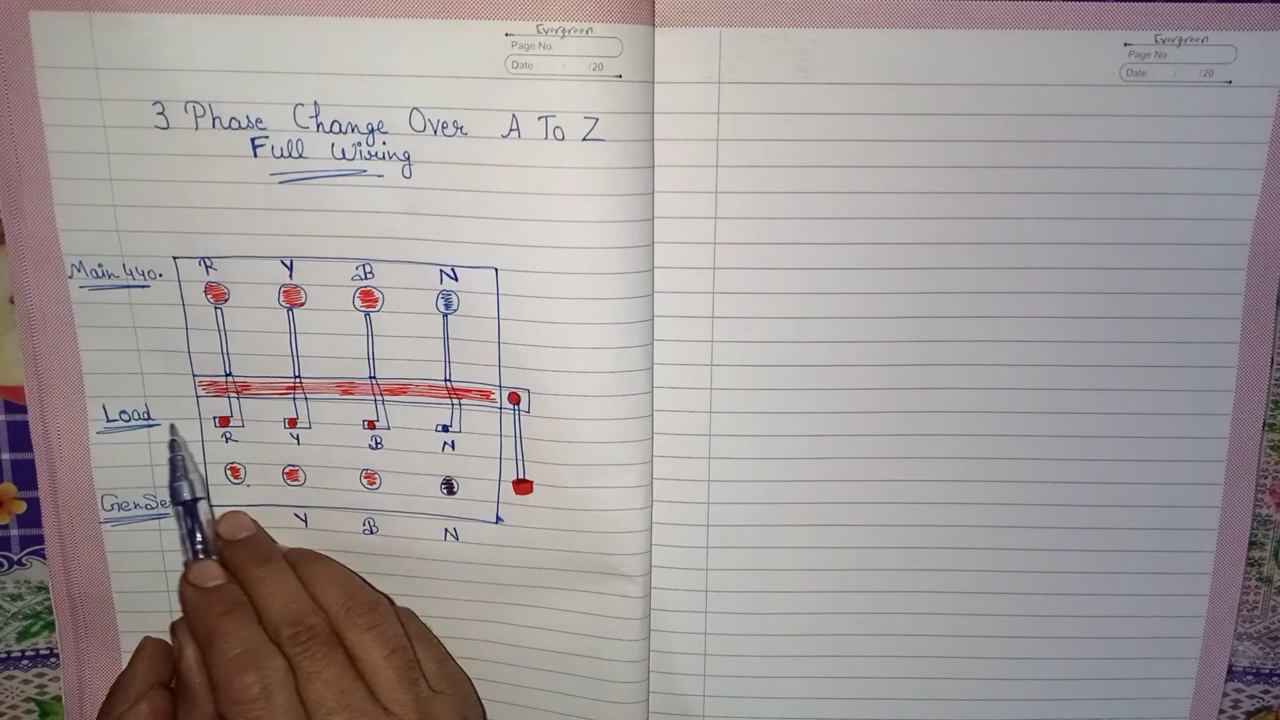 Evergreen
Page No.
Date / /20
Evergreen
Page No.
Date / /20
3 Phase Change Over A To Z
Full Wiring
Main 440.
R Y B N
Load
R Y B N
GenSe
Y B N